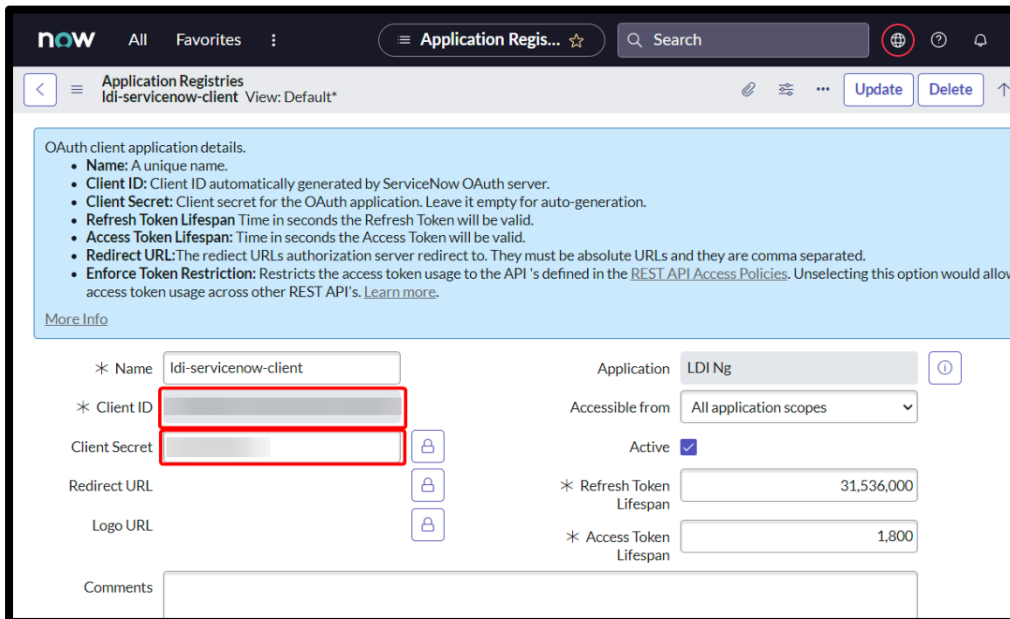 now All Favorites Application Regis... Search
Application Registries
ldi-servicenow-client View: Default*
Update Delete
OAuth client application details.
• Name: A unique name.
• Client ID: Client ID automatically generated by ServiceNow OAuth server.
• Client Secret: Client secret for the OAuth application. Leave it empty for auto-generation.
• Refresh Token Lifespan Time in seconds the Refresh Token will be valid.
• Access Token Lifespan: Time in seconds the Access Token will be valid.
• Redirect URL:The rediect URLs authorization server redirect to. They must be absolute URLs and they are comma separated.
• Enforce Token Restriction: Restricts the access token usage to the API 's defined in the REST API Access Policies. Unselecting this option would allow
access token usage across other REST API's. Learn more.
More Info
Name ldi-servicenow-client
Application LDI Ng
Client ID
Accessible from All application scopes
Client Secret
Active
Redirect URL
Refresh Token
Lifespan
31,536,000
Logo URL
Access Token
Lifespan
1,800
Comments